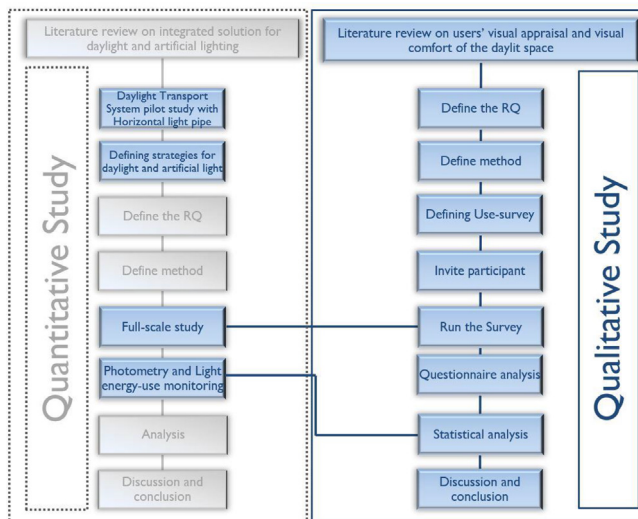 Literature review on integrated solution for
daylight and artificial lighting
Quantitative Study
Daylight Transport
System pilot study with
Horizontal light pipe
Defining strategies for
daylight and artificial light
Define the RQ
Define method
Full-scale study
Photometry and Light
energy-use monitoring
Analysis
Discussion and
conclusion
Literature review on users' visual appraisal and visual
comfort of the daylit space
Define the RQ
Define method
Defining Use-survey
Invite participant
Run the Survey
Questionnaire analysis
Statistical analysis
Discussion and
conclusion
Qualitative Study